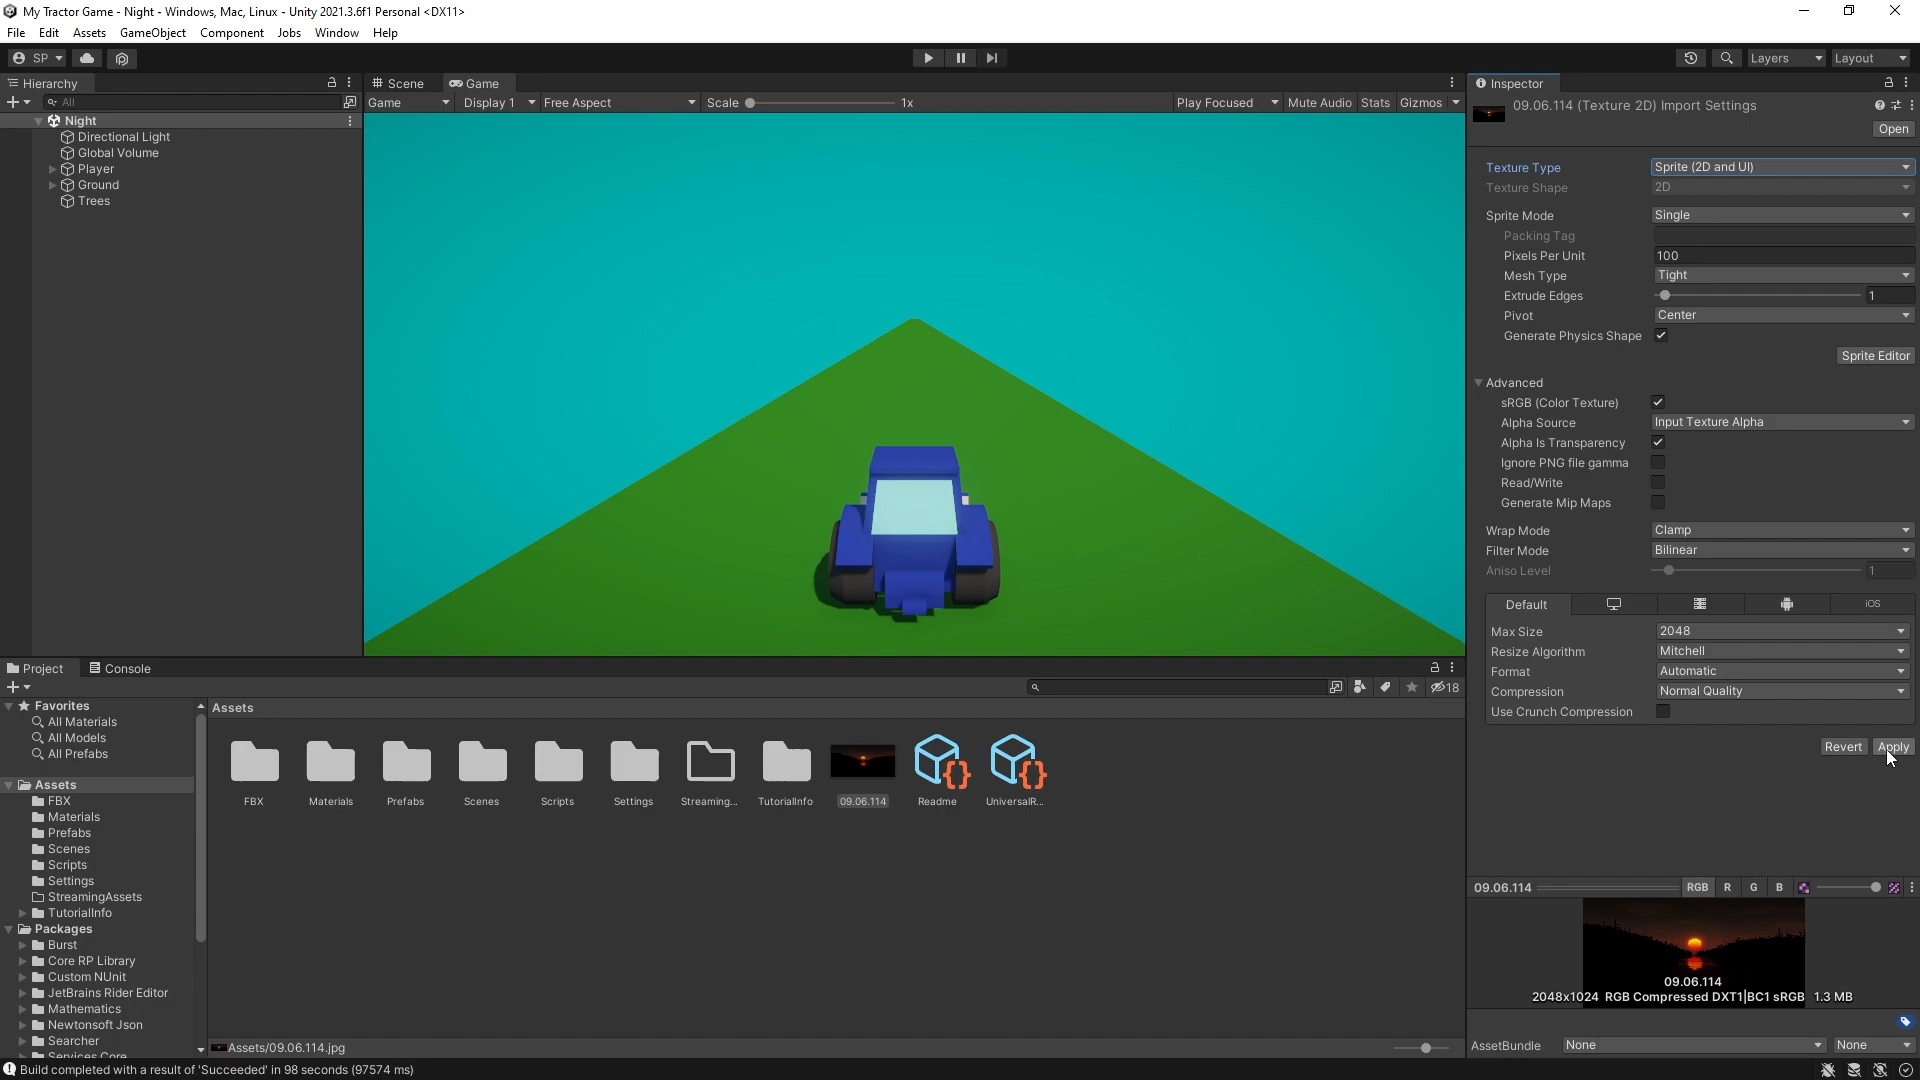 My Tractor Game - Night - Windows, Mac, Linux - Unity 2021.3.6f1 Personal <DX11>
File Edit Assets GameObject Component Jobs Window Help
SP
Layers Layout
Hierarchy
All
Night
Directional Light
Global Volume
Player
Ground
Trees
Scene Game
Game Display 1 Free Aspect Scale 1x Play Focused Mute Audio Stats Gizmos
Inspector
09.06.114 (Texture 2D) Import Settings
Open
Texture Type Sprite (2D and UI)
Texture Shape 2D
Sprite Mode Single
Packing Tag
Pixels Per Unit 100
Mesh Type Tight
Extrude Edges 1
Pivot Center
Generate Physics Shape
Sprite Editor
Advanced
sRGB (Color Texture)
Alpha Source Input Texture Alpha
Alpha Is Transparency
Ignore PNG file gamma
Read/Write
Generate Mip Maps
Wrap Mode Clamp
Filter Mode Bilinear
Aniso Level 1
Default iOS
Max Size 2048
Resize Algorithm Mitchell
Format Automatic
Compression Normal Quality
Use Crunch Compression
Revert Apply
09.06.114 RGB R G B
09.06.114
2048x1024 RGB Compressed DXT1|BC1 sRGB 1.3 MB
AssetBundle None None
Project Console
18
Favorites
All Materials
All Models
All Prefabs
Assets
FBX
Materials
Prefabs
Scenes
Scripts
Settings
StreamingAssets
TutorialInfo
Packages
Burst
Core RP Library
Custom NUnit
JetBrains Rider Editor
Mathematics
Newtonsoft Json
Searcher
Services Core
Assets
FBX Materials Prefabs Scenes Scripts Settings Streaming... TutorialInfo 09.06.114 Readme UniversalR...
Assets/09.06.114.jpg
Build completed with a result of 'Succeeded' in 98 seconds (97574 ms)